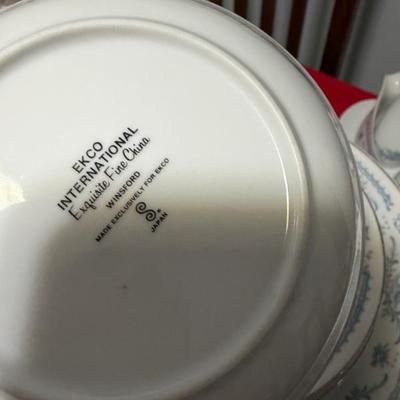 EKCO
INTERNATIONAL
Exquisite Fine China
WINSFORD
MADE EXCLUSIVELY FOR EKCO
S.
JAPAN